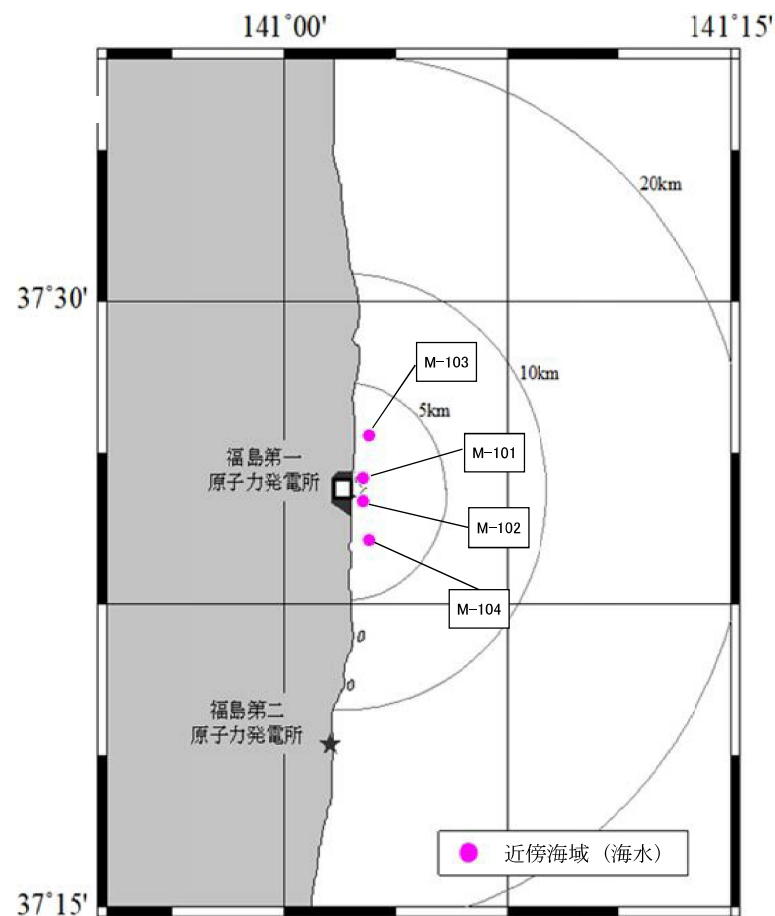 141°00'
141°15'
20km
37°30'
M-103
10km
5km
M-101
福島第一
原子力発電所
M-102
M-104
福島第二
原子力発電所
近傍海域（海水）
37°15'